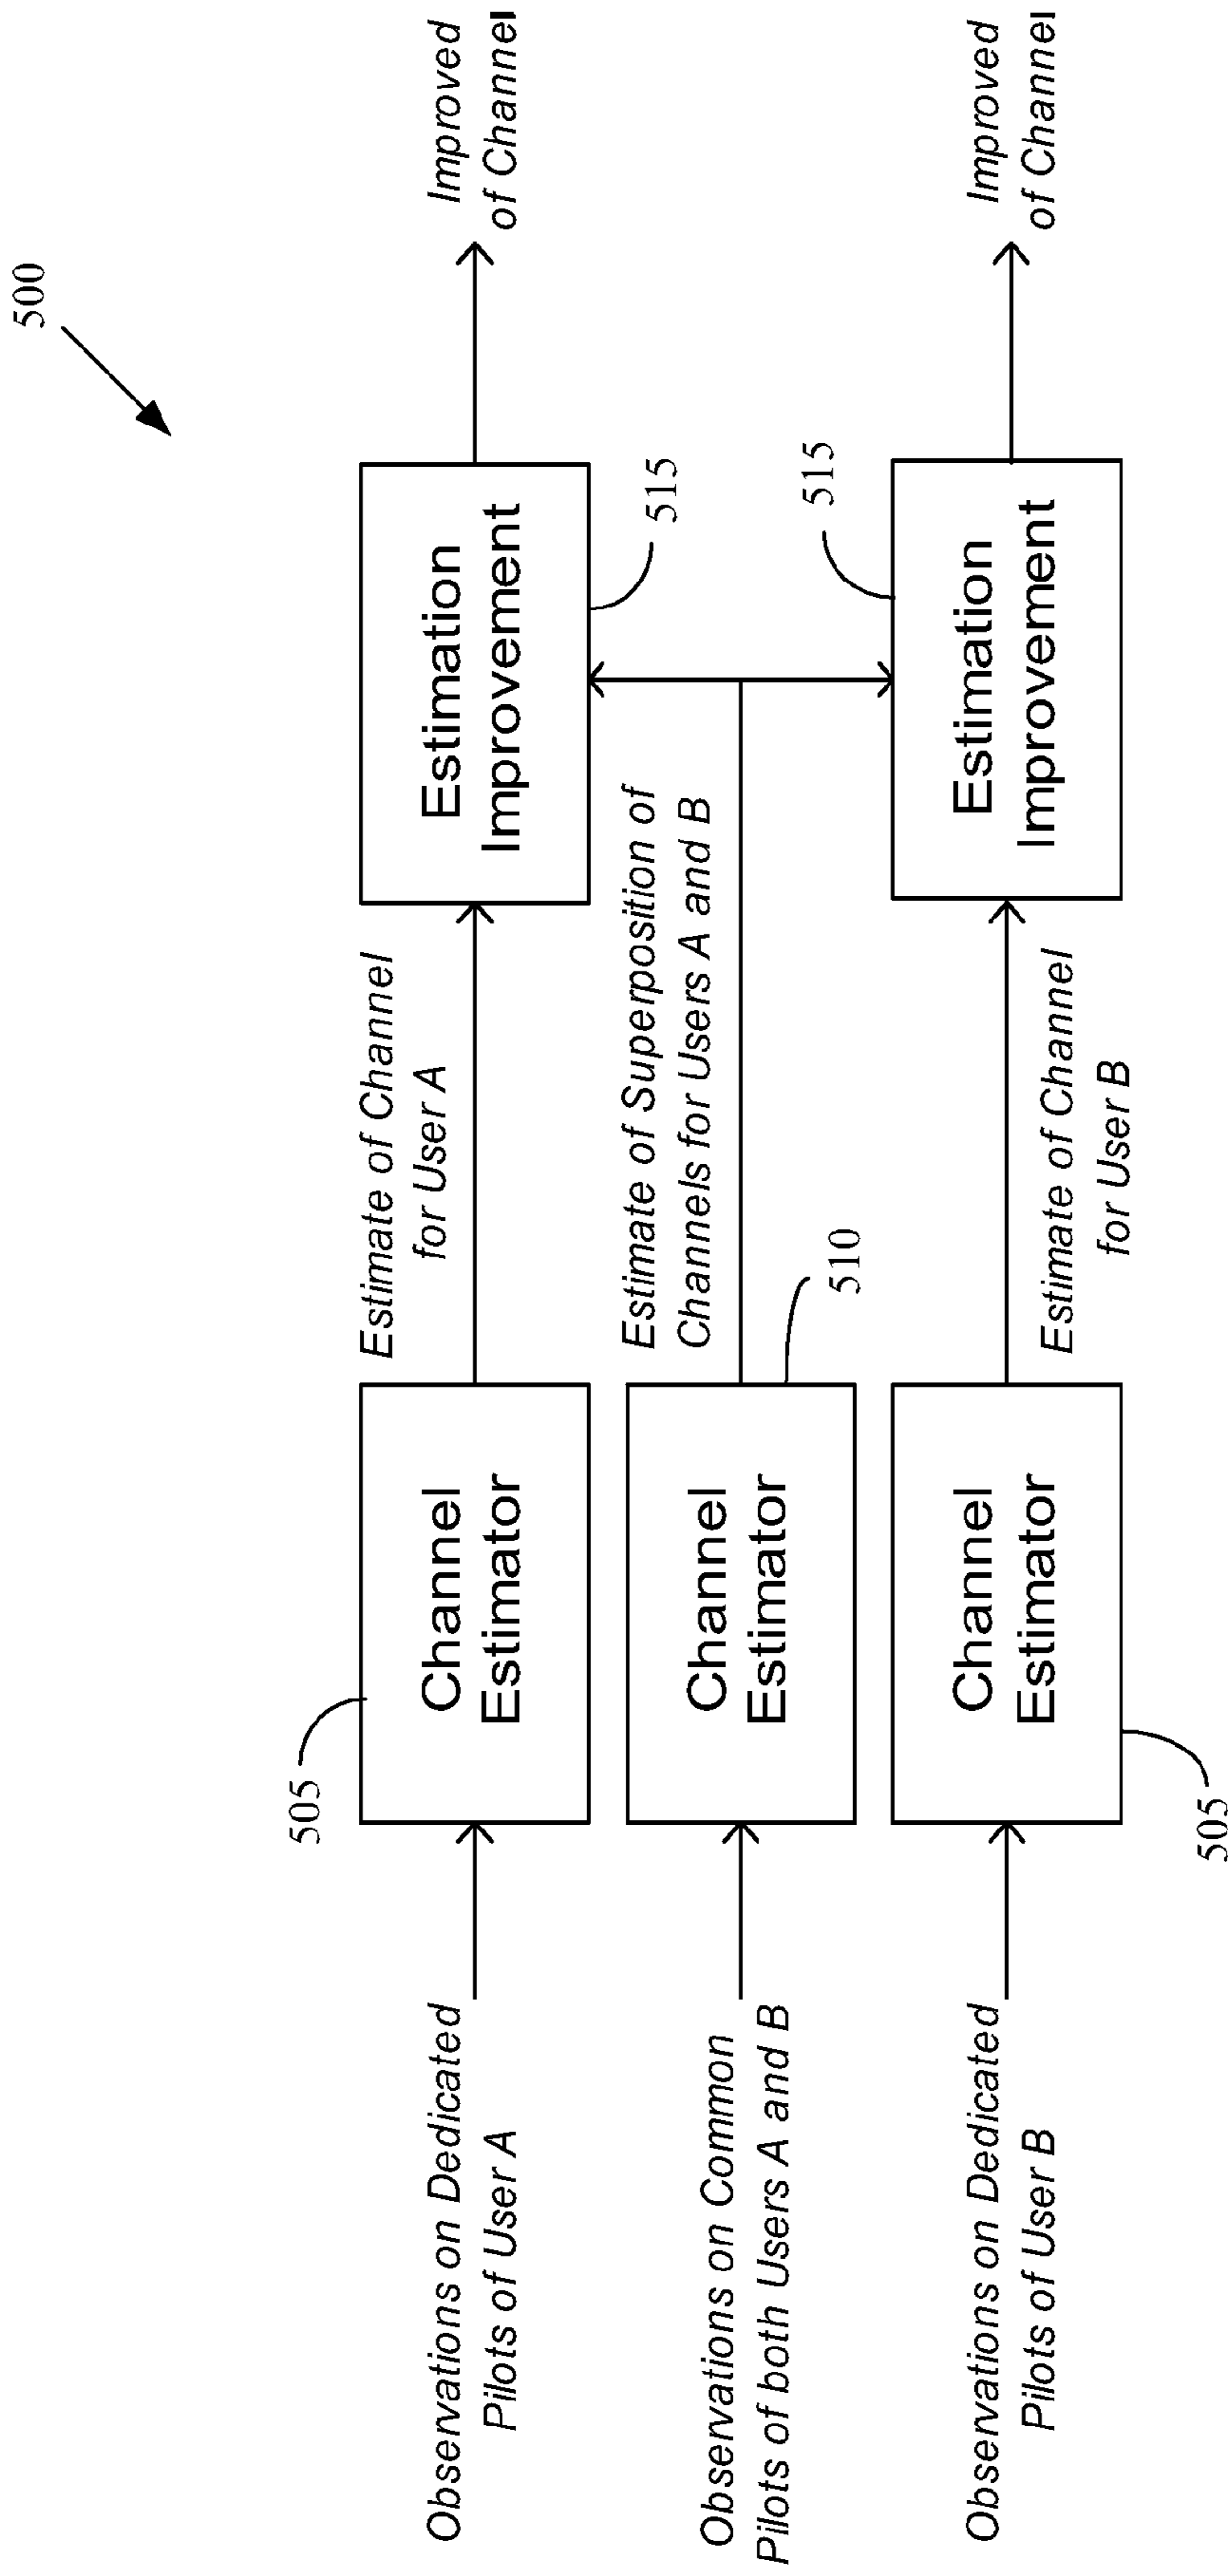 500
505
Observations on Dedicated
Pilots of User A
Channel
Estimator
Estimate of Channel
for User A
Estimation
Improvement
Improved
of Channel
515
Observations on Common
Pilots of both Users A and B
Channel
Estimator
510
Estimate of Superposition of
Channels for Users A and B
515
Observations on Dedicated
Pilots of User B
Channel
Estimator
505
Estimate of Channel
for User B
Estimation
Improvement
Improved
of Channel